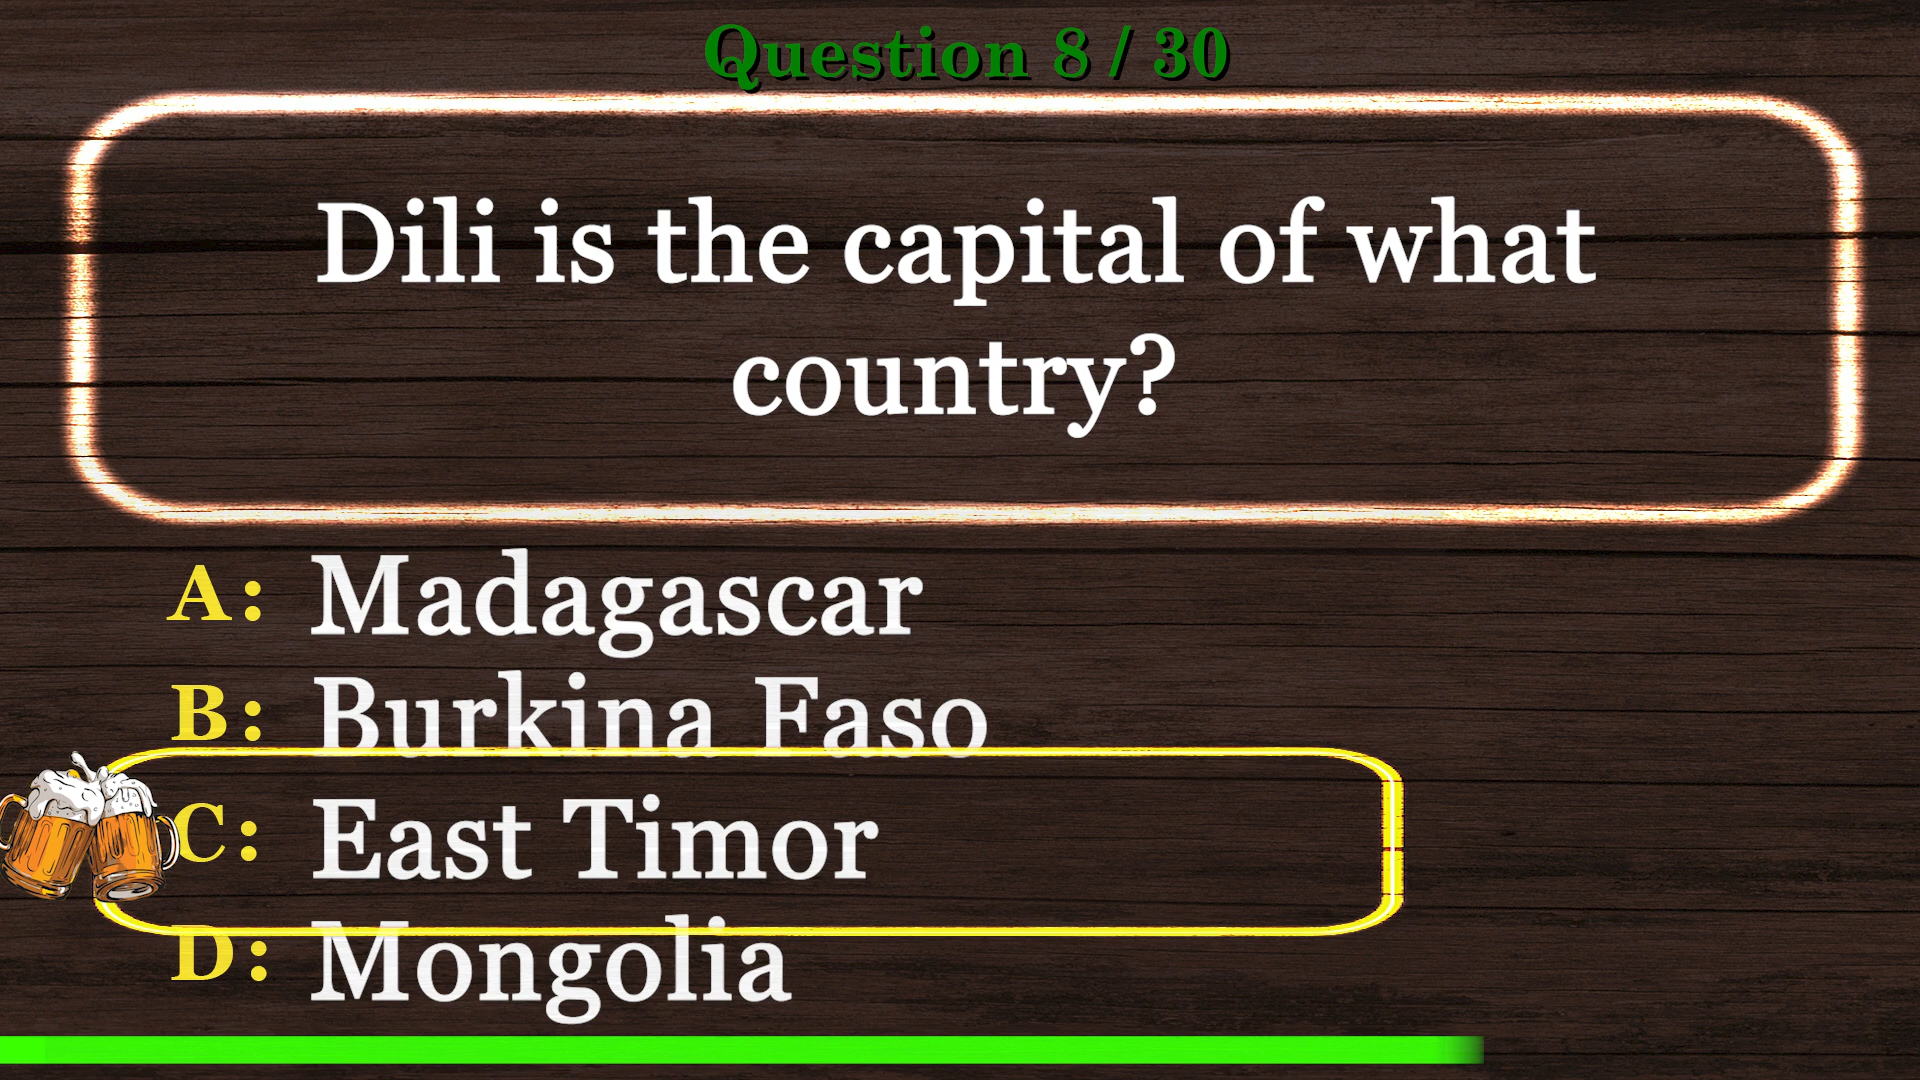 Question 8 / 30
Dili is the capital of what
country?
A: Madagascar
B: Burkina Faso
C: East Timor
D: Mongolia